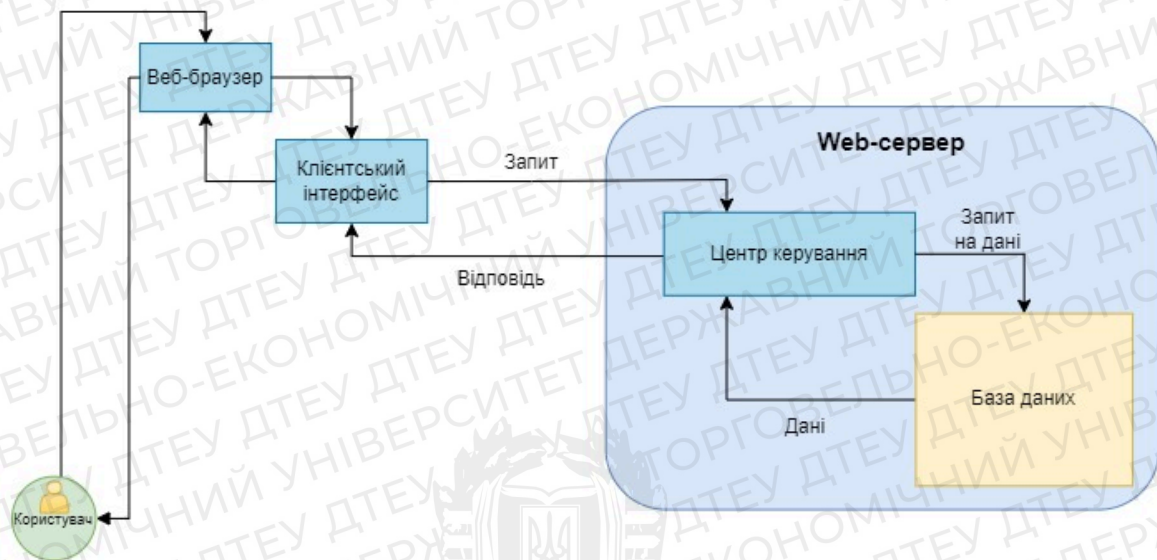 Веб-браузер
Клієнтський
інтерфейс
Запит
Відповідь
Web-сервер
Центр керування
Запит
на дані
База даних
Дані
Користувач